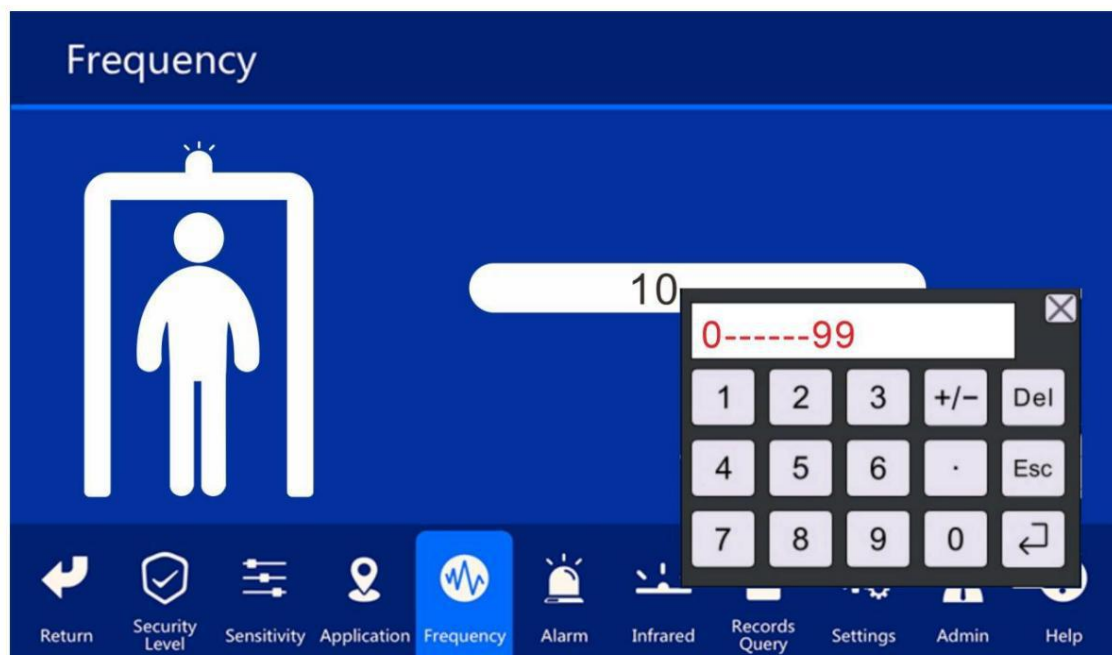 Frequency
10
0------99
1 2 3 +/− Del
4 5 6 · Esc
7 8 9 0
Return Security Level Sensitivity Application Frequency Alarm Infrared Records Query Settings Admin Help